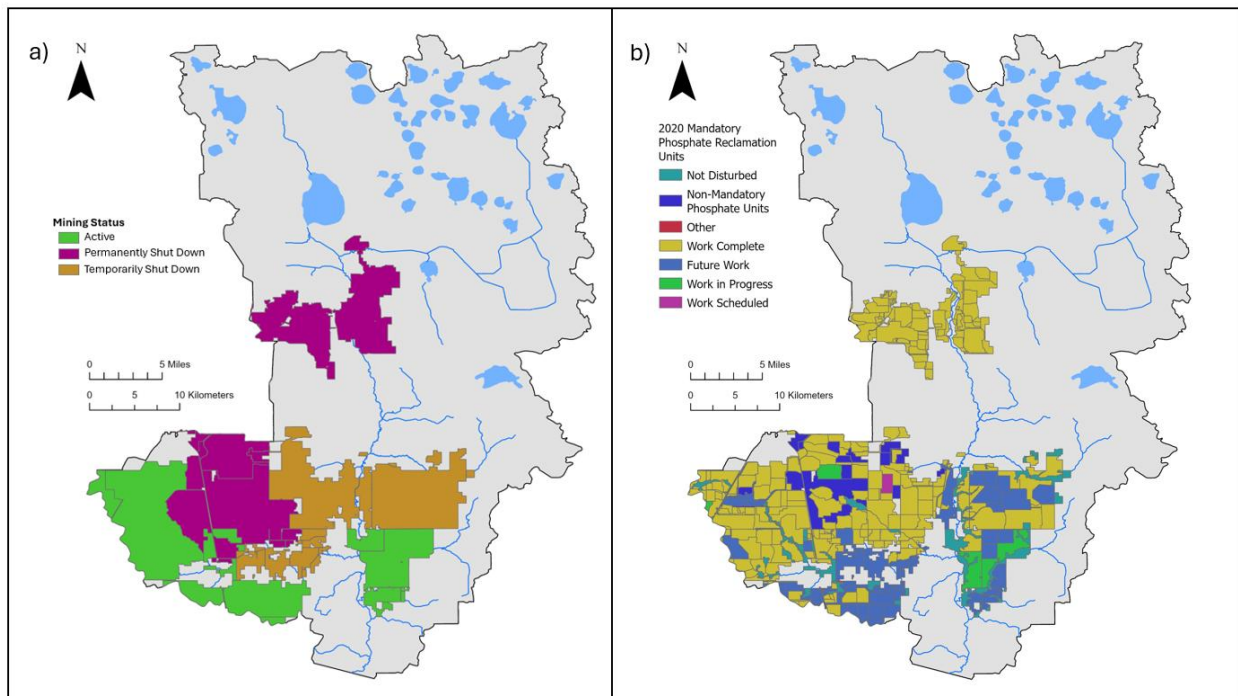 a)
N
Mining Status
Active
Permanently Shut Down
Temporarily Shut Down
0 5 Miles
0 5 10 Kilometers
b)
N
2020 Mandatory
Phosphate Reclamation
Units
Not Disturbed
Non-Mandatory
Phosphate Units
Other
Work Complete
Future Work
Work in Progress
Work Scheduled
0 5 Miles
0 5 10 Kilometers